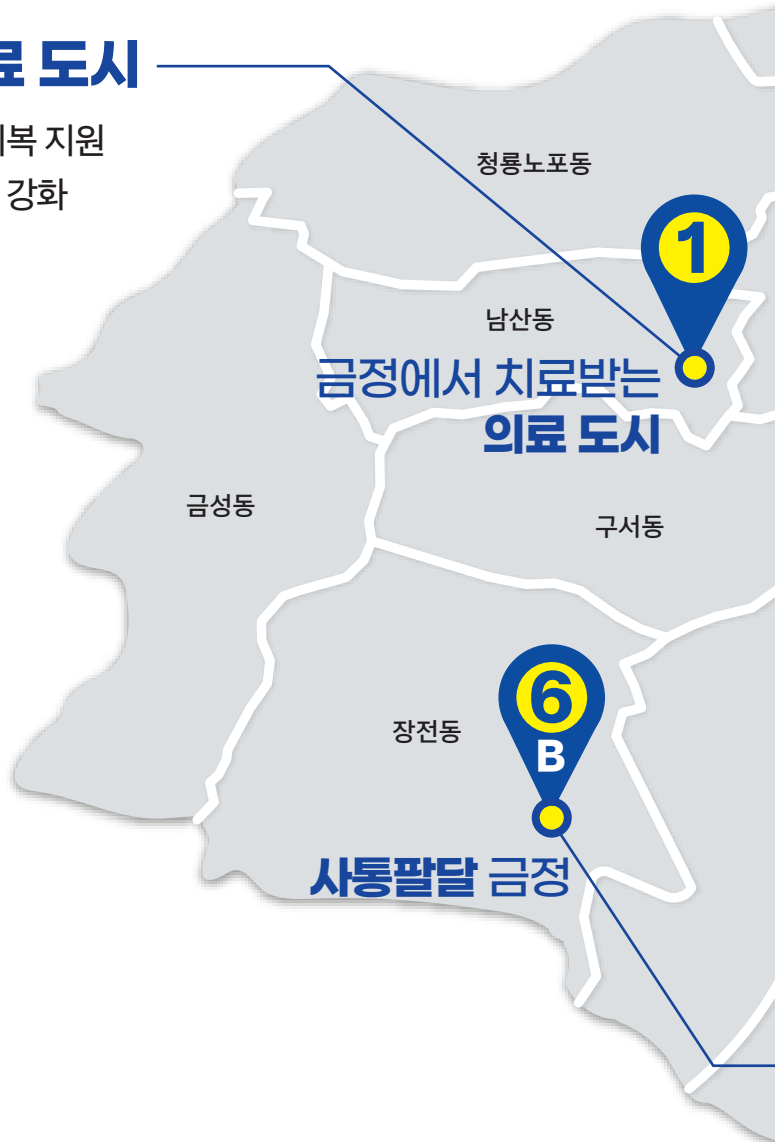 료 도시
복 지원
강화
청룡노포동
1
남산동
금정에서 치료받는
의료 도시
금성동
구서동
6
B
장전동
사통팔달 금정